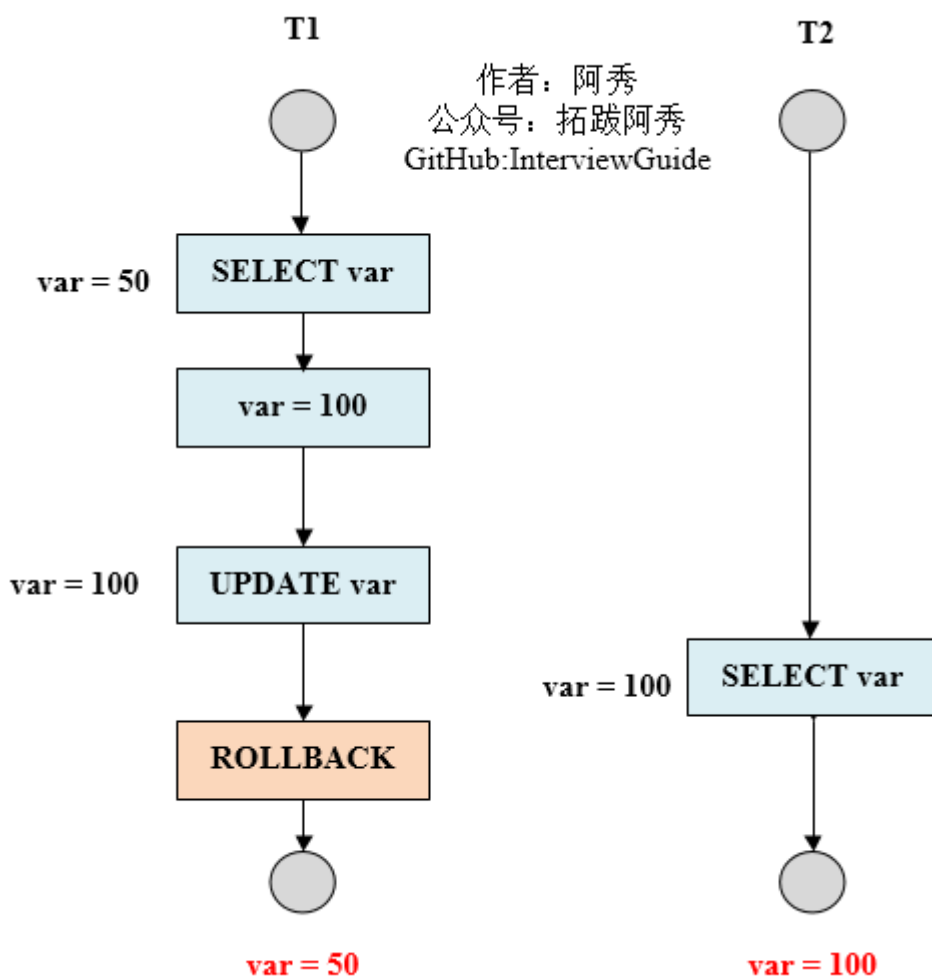 T1
T2
作者：阿秀
公众号：拓跋阿秀
GitHub:InterviewGuide
var = 50
SELECT var
var = 100
var = 100
UPDATE var
var = 100
SELECT var
ROLLBACK
var = 50
var = 100